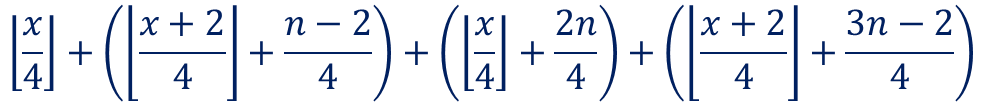 ⌊x/4⌋ + (⌊(x + 2)/4⌋ + (n − 2)/4) + (⌊x/4⌋ + 2n/4) + (⌊(x + 2)/4⌋ + (3n − 2)/4)